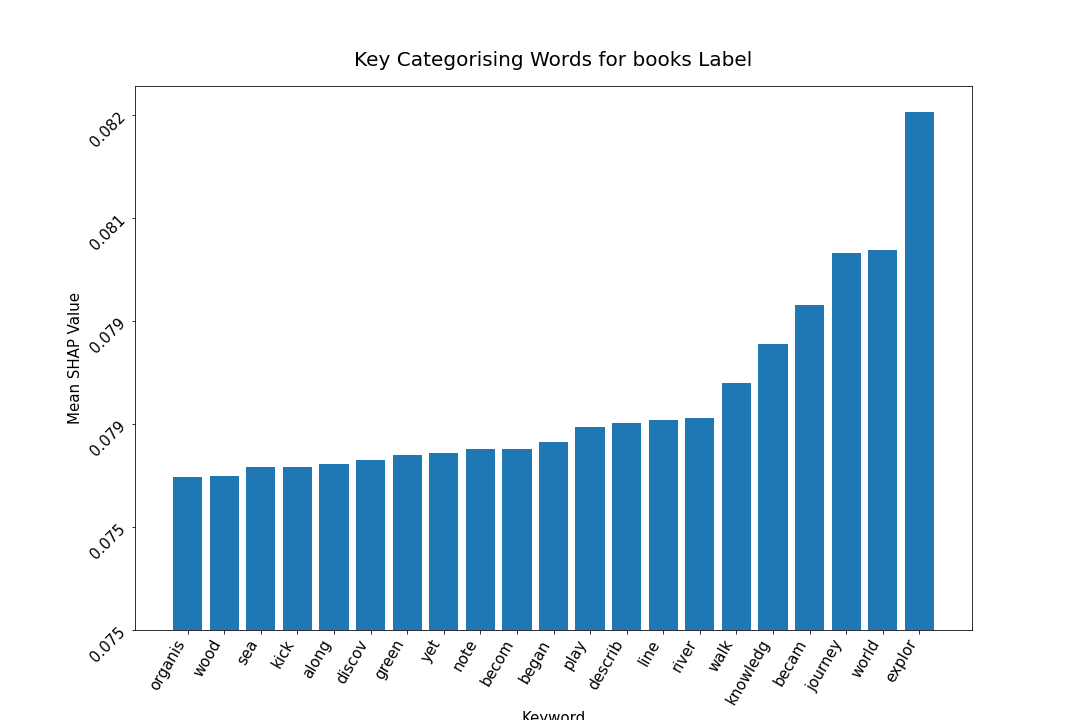 Key Categorising Words for books Label
Mean SHAP Value
0.082
0.081
0.079
0.079
0.075
0.075
organis
wood
sea
kick
along
discov
green
yet
note
becom
began
play
describ
line
river
walk
knowledg
becam
journey
world
explor
Keyword